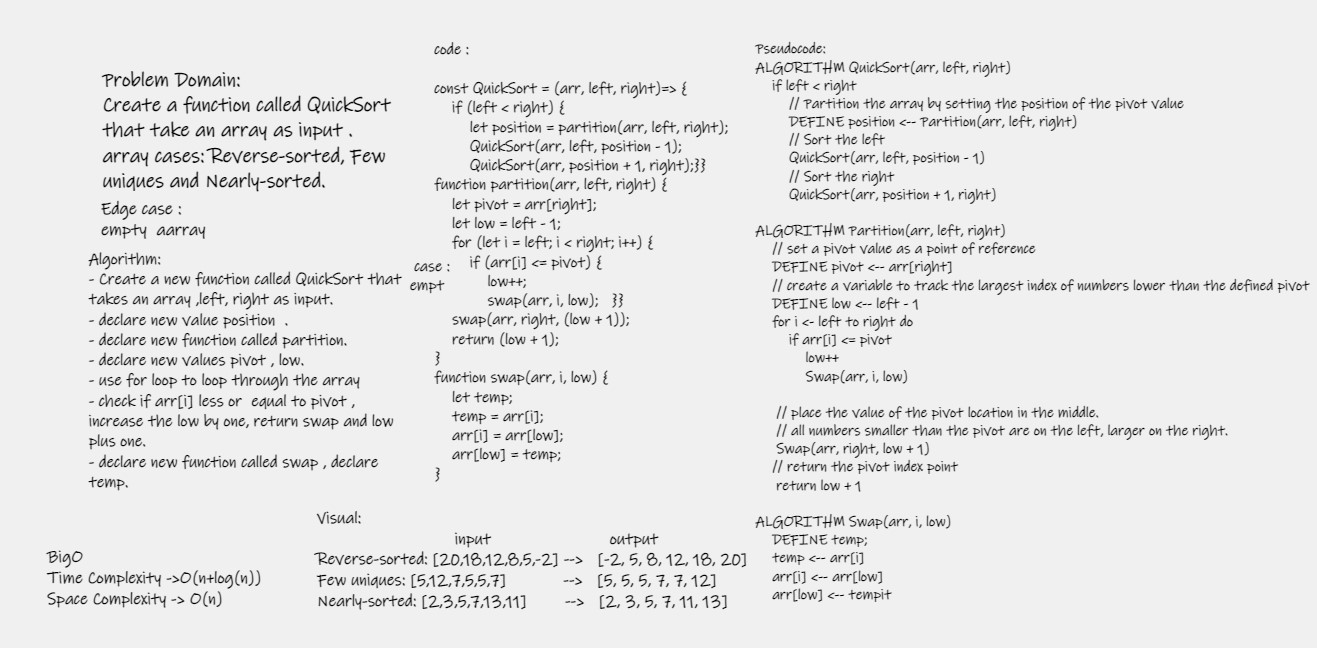 Problem Domain:
Create a function called QuickSort
that take an array as input .
array cases: Reverse-sorted, Few
uniques and Nearly-sorted.
Edge case :
empty  aarray
Algorithm:
- Create a new function called QuickSort that
takes an array ,left, right as input.
- declare new value position  .
- declare new function called partition.
- declare new values pivot , low.
- use for loop to loop through the array
- check if arr[i] less or  equal to pivot ,
increase the low by one, return swap and low
plus one.
- declare new function called swap , declare
temp.
case :
empt
code :
const QuickSort = (arr, left, right)=> {
if (left < right) {
let position = partition(arr, left, right);
QuickSort(arr, left, position - 1);
QuickSort(arr, position + 1, right);}}
function partition(arr, left, right) {
let pivot = arr[right];
let low = left - 1;
for (let i = left; i < right; i++) {
if (arr[i] <= pivot) {
low++;
swap(arr, i, low);   }}
swap(arr, right, (low + 1));
return (low + 1);
}
function swap(arr, i, low) {
let temp;
temp = arr[i];
arr[i] = arr[low];
arr[low] = temp;
}
Pseudocode:
ALGORITHM QuickSort(arr, left, right)
if left < right
// Partition the array by setting the position of the pivot value
DEFINE position <-- Partition(arr, left, right)
// Sort the left
QuickSort(arr, left, position - 1)
// Sort the right
QuickSort(arr, position + 1, right)
ALGORITHM Partition(arr, left, right)
// set a pivot value as a point of reference
DEFINE pivot <-- arr[right]
// create a variable to track the largest index of numbers lower than the defined pivot
DEFINE low <-- left - 1
for i <- left to right do
if arr[i] <= pivot
low++
Swap(arr, i, low)
// place the value of the pivot location in the middle.
// all numbers smaller than the pivot are on the left, larger on the right.
Swap(arr, right, low + 1)
// return the pivot index point
return low + 1
ALGORITHM Swap(arr, i, low)
DEFINE temp;
temp <-- arr[i]
arr[i] <-- arr[low]
arr[low] <-- tempit
BigO
Time Complexity ->O(n+log(n))
Space Complexity -> O(n)
Visual:
input output
Reverse-sorted: [20,18,12,8,5,-2] --> [-2, 5, 8, 12, 18, 20]
Few uniques: [5,12,7,5,5,7] --> [5, 5, 5, 7, 7, 12]
Nearly-sorted: [2,3,5,7,13,11] --> [2, 3, 5, 7, 11, 13]